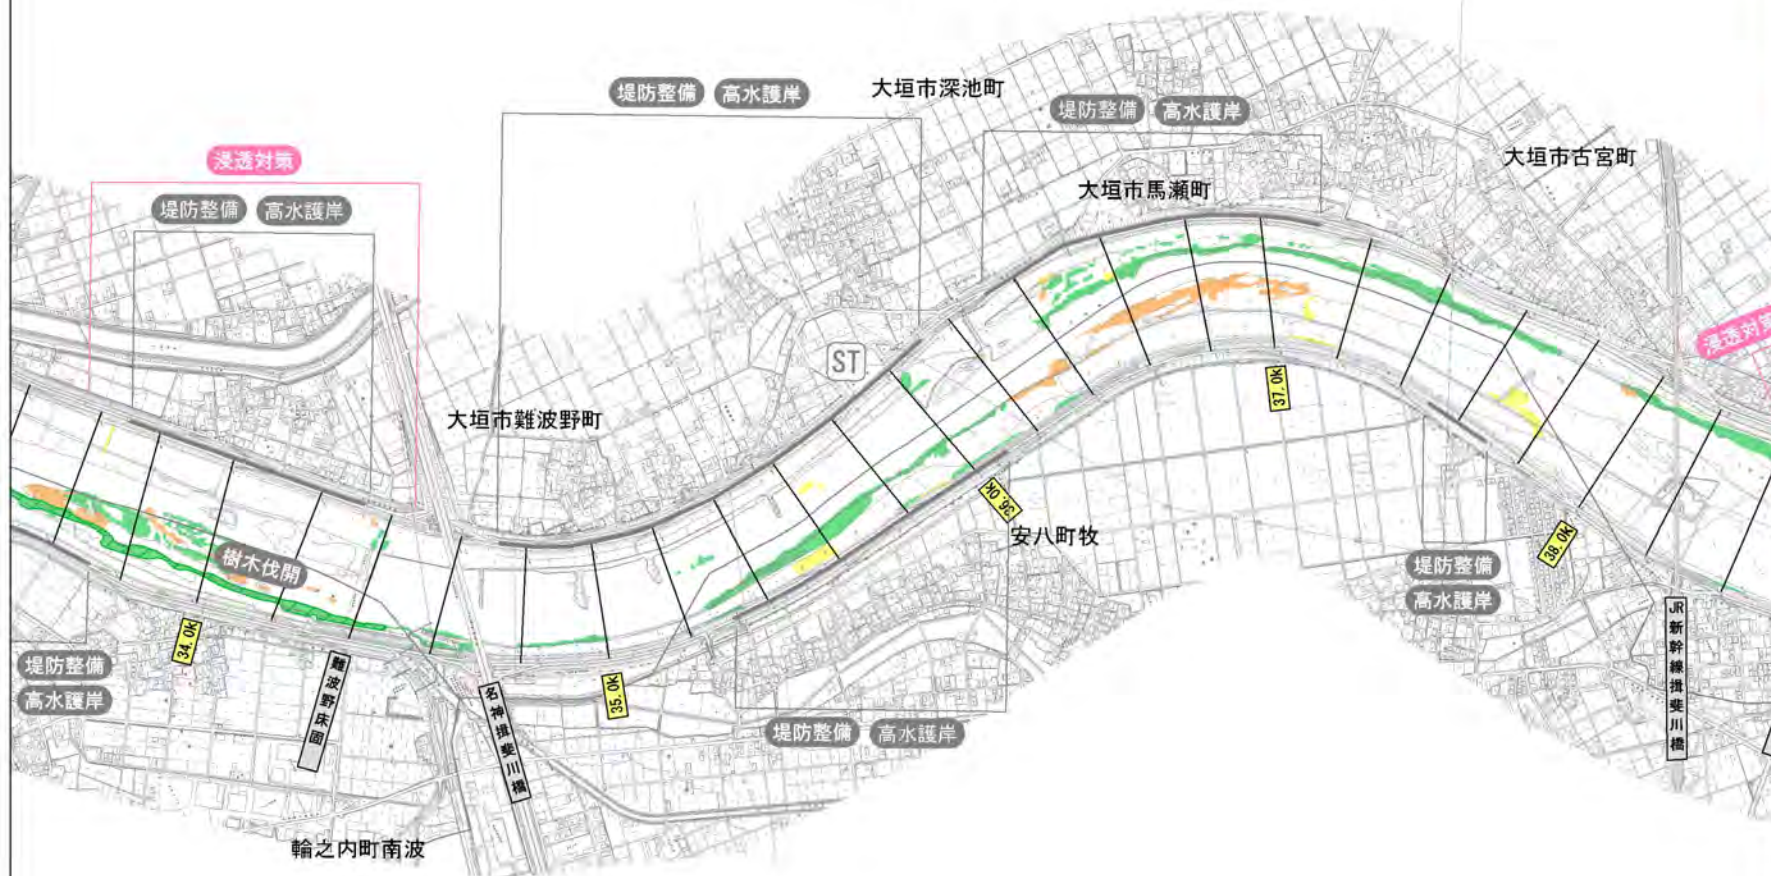 堤防整備 高水護岸
大垣市深池町
堤防整備 高水護岸
浸透対策
大垣市古宮町
大垣市馬瀬町
堤防整備 高水護岸
浸透対策
ST
37.0K
大垣市難波野町
36.0K
安八町牧
38.0K
樹木伐開
堤防整備
高水護岸
34.0K
堤防整備
高水護岸
難波野床固
35.0K
名神揖斐川橋
JR新幹線揖斐川橋
堤防整備 高水護岸
輪之内町南波